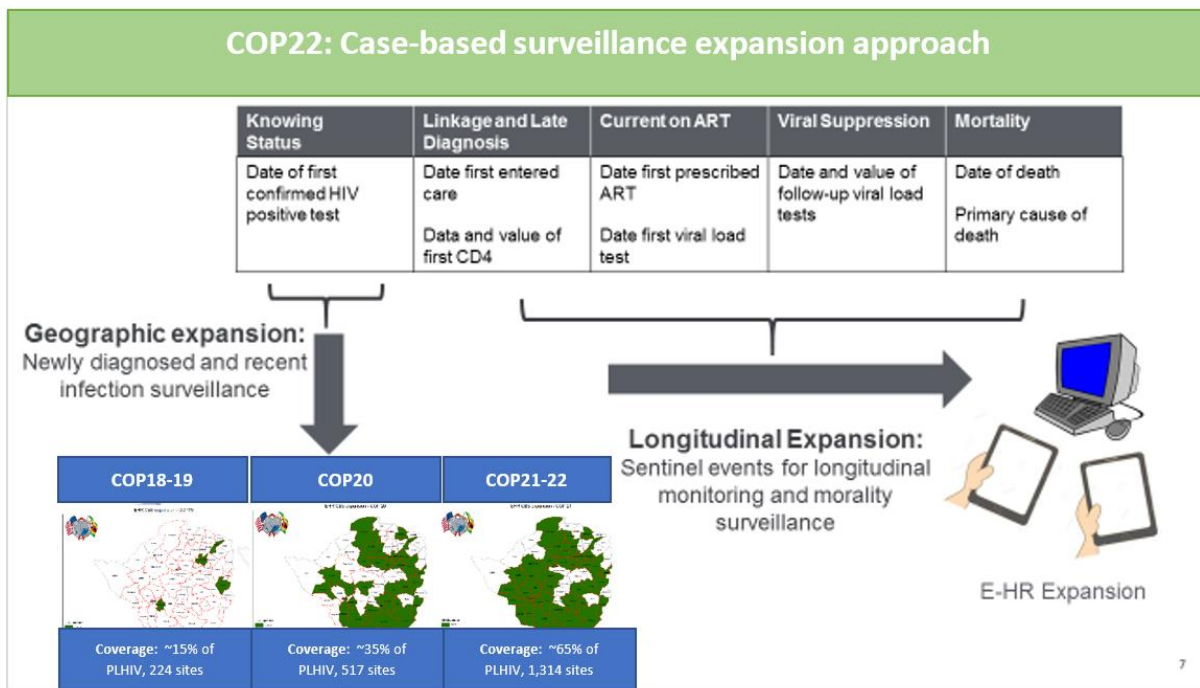 COP22: Case-based surveillance expansion approach
Knowing
Status
Linkage and Late
Diagnosis
Current on ART
Viral Suppression
Mortality
Date of first
confirmed HIV
positive test
Date first entered
care
Data and value of
first CD4
Date first prescribed
ART
Date first viral load
test
Date and value of
follow-up viral load
tests
Date of death
Primary cause of
death
Geographic expansion:
Newly diagnosed and recent
infection surveillance
Longitudinal Expansion:
Sentinel events for longitudinal
monitoring and morality
surveillance
E-HR Expansion
COP18-19
COP20
COP21-22
Coverage: ~15% of
PLHIV, 224 sites
Coverage: ~35% of
PLHIV, 517 sites
Coverage: ~65% of
PLHIV, 1,314 sites
7